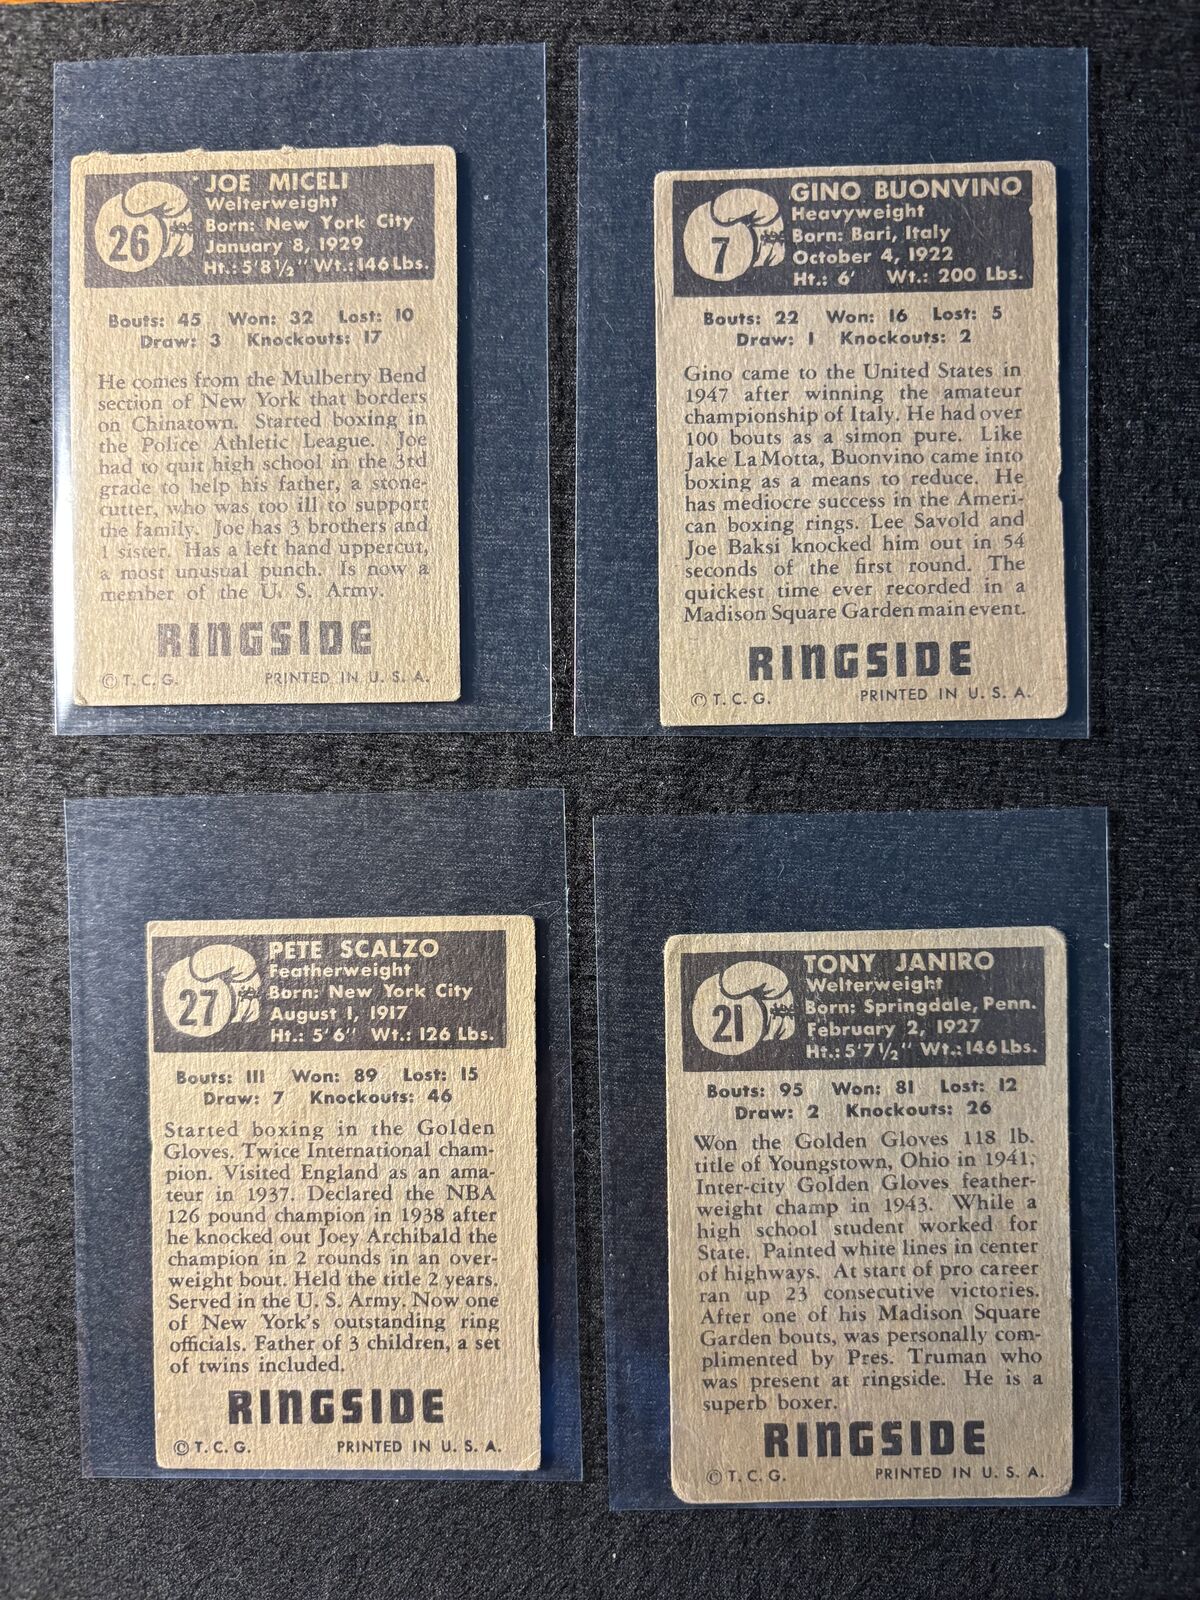 26
JOE MICELI
Welterweight
Born: New York City
January 8, 1929
Ht.: 5'8½" Wt.: 146 Lbs.
Bouts: 45 Won: 32 Lost: 10
Draw: 3 Knockouts: 17
He comes from the Mulberry Bend
section of New York that borders
on Chinatown. Started boxing in
the Police Athletic League. Joe
had to quit high school in the 3rd
grade to help his father, a stone-
cutter, who was too ill to support
the family. Joe has 3 brothers and
1 sister. Has a left hand uppercut,
a most unusual punch. Is now a
member of the U. S. Army.
RINGSIDE
© T. C. G. PRINTED IN U. S. A.
7
GINO BUONVINO
Heavyweight
Born: Bari, Italy
October 4, 1922
Ht.: 6' Wt.: 200 Lbs.
Bouts: 22 Won: 16 Lost: 5
Draw: 1 Knockouts: 2
Gino came to the United States in
1947 after winning the amateur
championship of Italy. He had over
100 bouts as a simon pure. Like
Jake La Motta, Buonvino came into
boxing as a means to reduce. He
has mediocre success in the Ameri-
can boxing rings. Lee Savold and
Joe Baksi knocked him out in 54
seconds of the first round. The
quickest time ever recorded in a
Madison Square Garden main event.
RINGSIDE
© T. C. G. PRINTED IN U. S. A.
27
PETE SCALZO
Featherweight
Born: New York City
August 1, 1917
Ht.: 5'6" Wt.: 126 Lbs.
Bouts: 111 Won: 89 Lost: 15
Draw: 7 Knockouts: 46
Started boxing in the Golden
Gloves. Twice International cham-
pion. Visited England as an ama-
teur in 1937. Declared the NBA
126 pound champion in 1938 after
he knocked out Joey Archibald the
champion in 2 rounds in an over-
weight bout. Held the title 2 years.
Served in the U. S. Army. Now one
of New York's outstanding ring
officials. Father of 3 children, a set
of twins included.
RINGSIDE
© T. C. G. PRINTED IN U. S. A.
21
TONY JANIRO
Welterweight
Born: Springdale, Penn.
February 2, 1927
Ht.: 5'7½" Wt.: 146 Lbs.
Bouts: 95 Won: 81 Lost: 12
Draw: 2 Knockouts: 26
Won the Golden Gloves 118 lb.
title of Youngstown, Ohio in 1941.
Inter-city Golden Gloves feather-
weight champ in 1943. While a
high school student worked for
State. Painted white lines in center
of highways. At start of pro career
ran up 23 consecutive victories.
After one of his Madison Square
Garden bouts, was personally com-
plimented by Pres. Truman who
was present at ringside. He is a
superb boxer.
RINGSIDE
© T. C. G. PRINTED IN U. S. A.